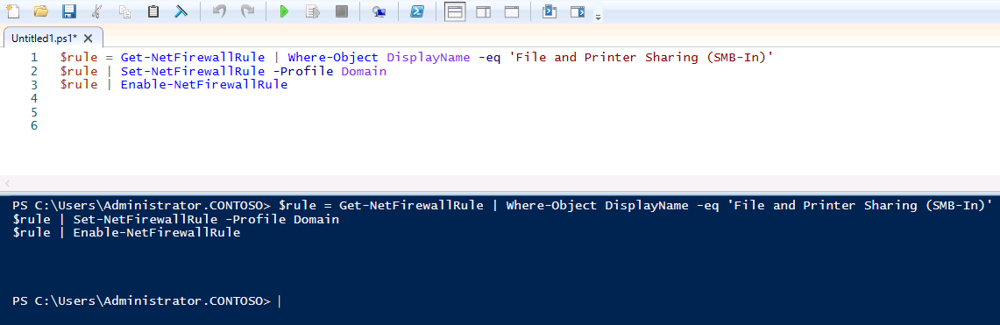 Untitled1.ps1* X
1 $rule = Get-NetFirewallRule | Where-Object DisplayName -eq 'File and Printer Sharing (SMB-In)'
2 $rule | Set-NetFirewallRule -Profile Domain
3 $rule | Enable-NetFirewallRule
4
5
6
PS C:\Users\Administrator.CONTOSO> $rule = Get-NetFirewallRule | Where-Object DisplayName -eq 'File and Printer Sharing (SMB-In)'
$rule | Set-NetFirewallRule -Profile Domain
$rule | Enable-NetFirewallRule
PS C:\Users\Administrator.CONTOSO>